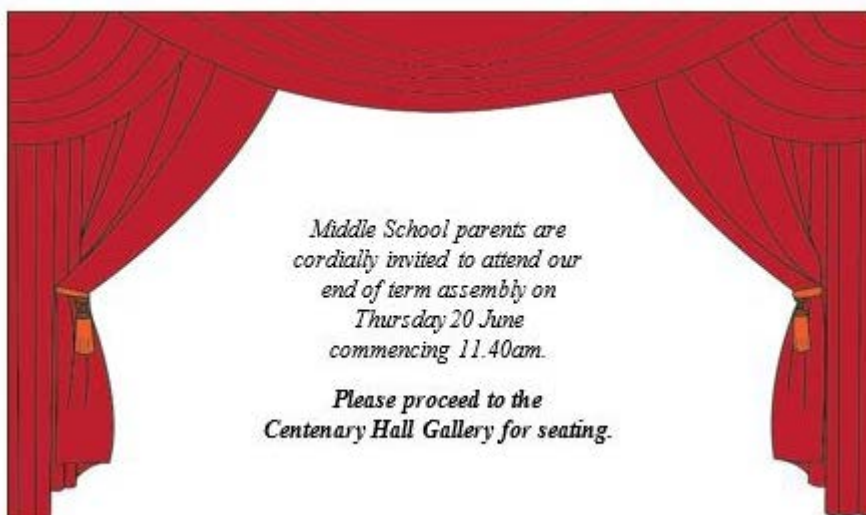 Middle School parents are
cordially invited to attend our
end of term assembly on
Thursday 20 June
commencing 11.40am.
Please proceed to the
Centenary Hall Gallery for seating.